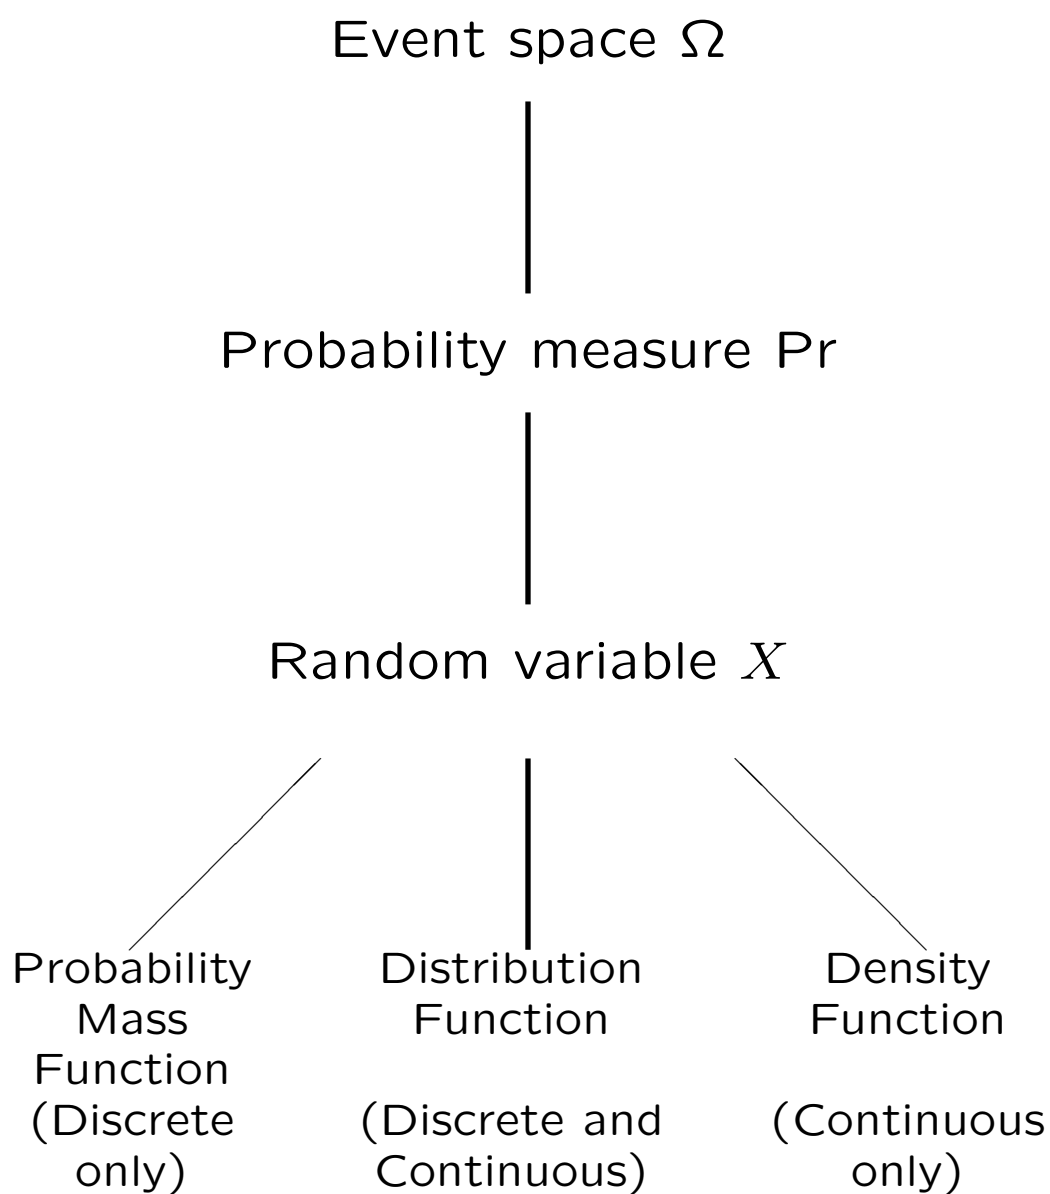 Event space Ω
Probability measure Pr
Random variable X
Probability
Mass
Function
(Discrete
only)
Distribution
Function
(Discrete and
Continuous)
Density
Function
(Continuous
only)